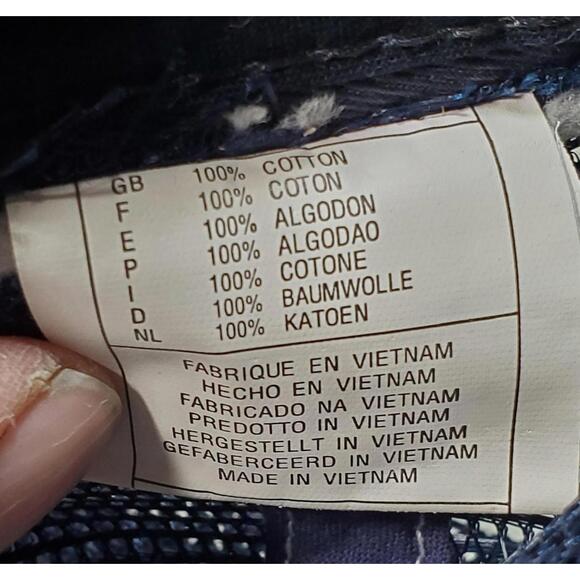 GB 100% COTTON
F 100% COTON
E 100% ALGODON
P 100% ALGODAO
I 100% COTONE
D 100% BAUMWOLLE
NL 100% KATOEN
FABRIQUE EN VIETNAM
HECHO EN VIETNAM
FABRICADO NA VIETNAM
PREDOTTO IN VIETNAM
HERGESTELLT IN VIETNAM
GEFABERCEERD IN VIETNAM
MADE IN VIETNAM